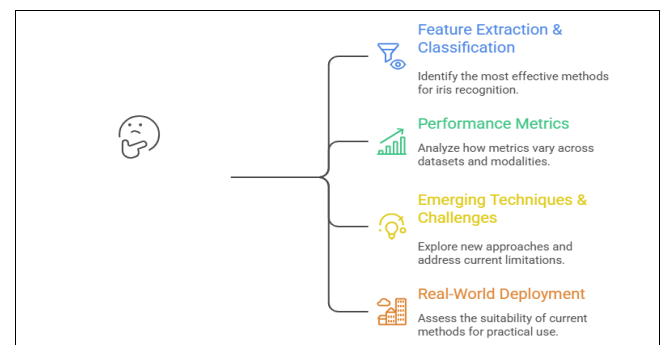 Feature Extraction &
Classification
Identify the most effective methods
for iris recognition.
Performance Metrics
Analyze how metrics vary across
datasets and modalities.
Emerging Techniques &
Challenges
Explore new approaches and
address current limitations.
Real-World Deployment
Assess the suitability of current
methods for practical use.